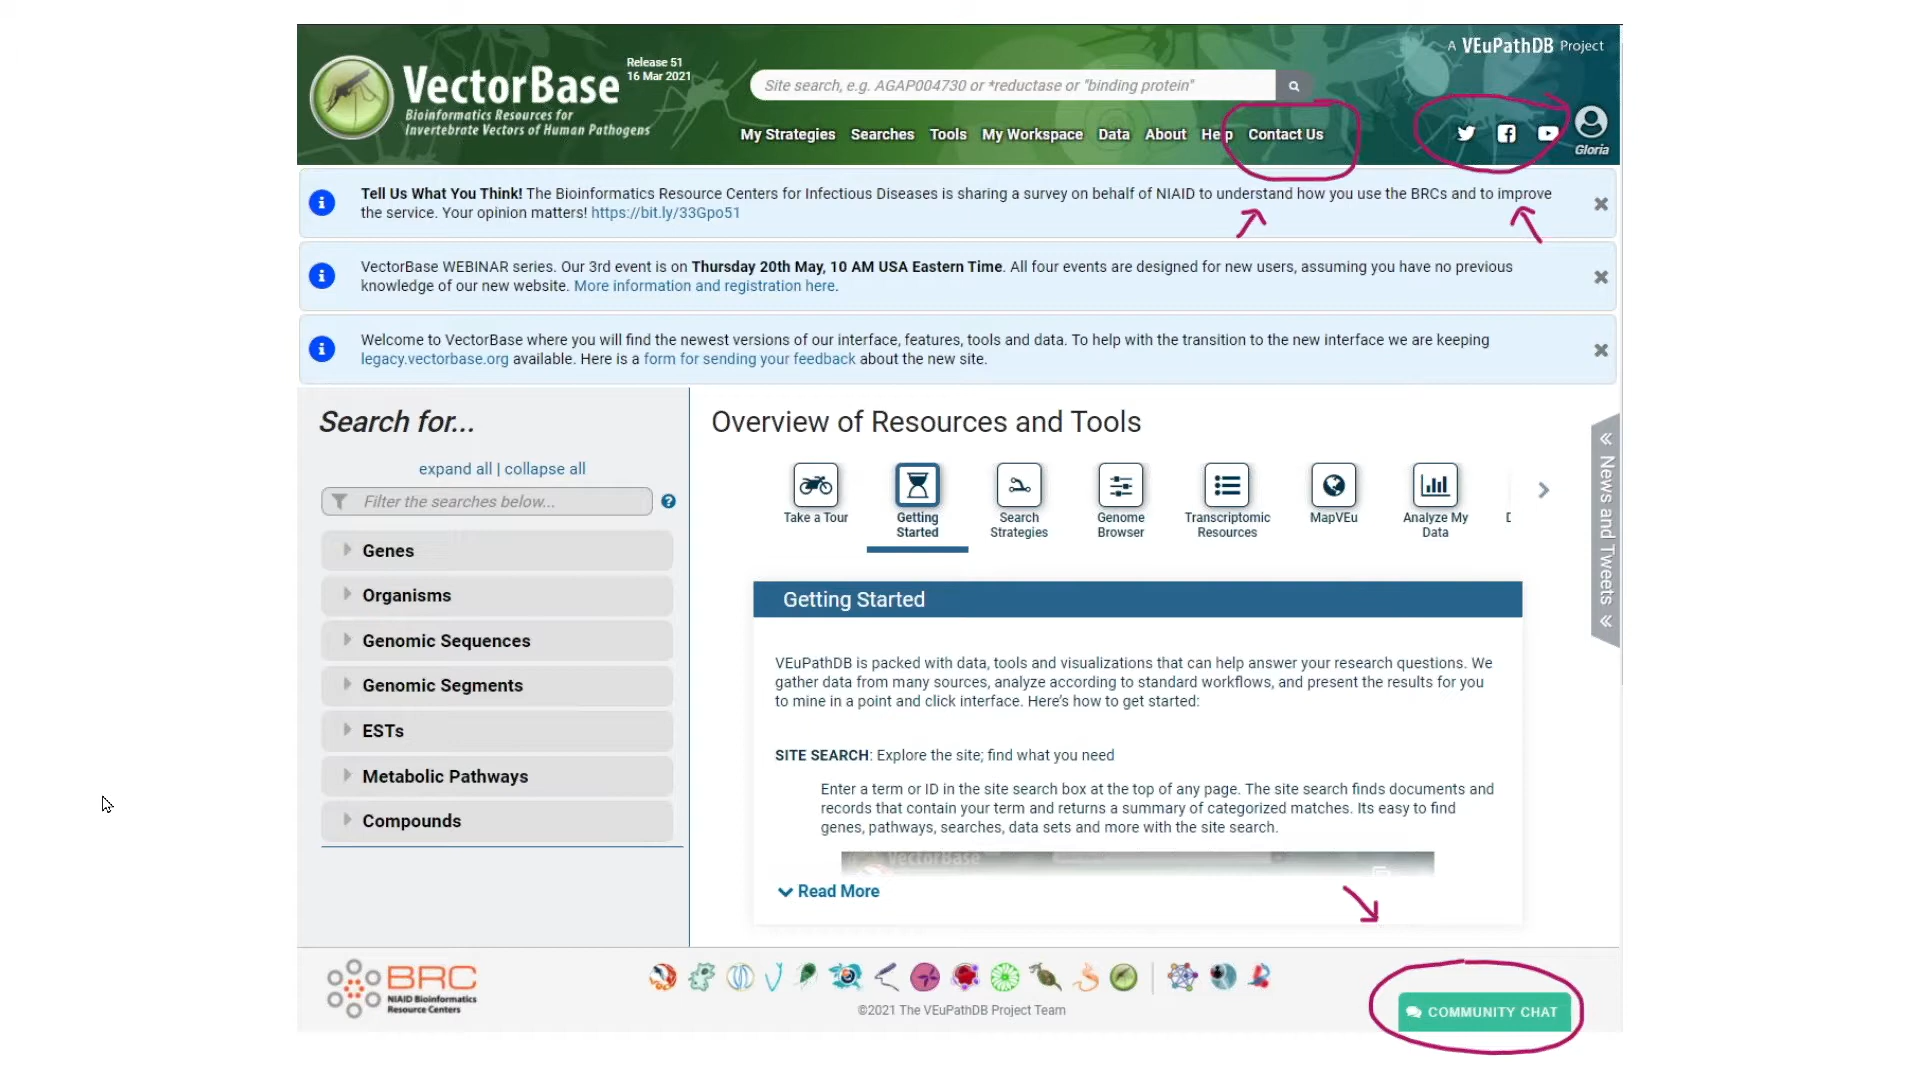 A VEuPathDB Project
VectorBase
Release 51
16 Mar 2021
Bioinformatics Resources for
Invertebrate Vectors of Human Pathogens
Site search, e.g. AGAP004730 or *reductase or "binding protein"
My Strategies Searches Tools My Workspace Data About Help Contact Us
Gloria
Tell Us What You Think! The Bioinformatics Resource Centers for Infectious Diseases is sharing a survey on behalf of NIAID to understand how you use the BRCs and to improve
the service. Your opinion matters! https://bit.ly/33Gpo51
VectorBase WEBINAR series. Our 3rd event is on Thursday 20th May, 10 AM USA Eastern Time. All four events are designed for new users, assuming you have no previous
knowledge of our new website. More information and registration here.
Welcome to VectorBase where you will find the newest versions of our interface, features, tools and data. To help with the transition to the new interface we are keeping
legacy.vectorbase.org available. Here is a form for sending your feedback about the new site.
Search for...
expand all | collapse all
Filter the searches below...
Genes
Organisms
Genomic Sequences
Genomic Segments
ESTs
Metabolic Pathways
Compounds
Overview of Resources and Tools
Take a Tour
Getting
Started
Search
Strategies
Genome
Browser
Transcriptomic
Resources
MapVEu
Analyze My
Data
News and Tweets
Getting Started
VEuPathDB is packed with data, tools and visualizations that can help answer your research questions. We
gather data from many sources, analyze according to standard workflows, and present the results for you
to mine in a point and click interface. Here's how to get started:
SITE SEARCH: Explore the site; find what you need
Enter a term or ID in the site search box at the top of any page. The site search finds documents and
records that contain your term and returns a summary of categorized matches. Its easy to find
genes, pathways, searches, data sets and more with the site search.
VectorBase
Read More
BRC
NIAID Bioinformatics
Resource Centers
©2021 The VEuPathDB Project Team
COMMUNITY CHAT